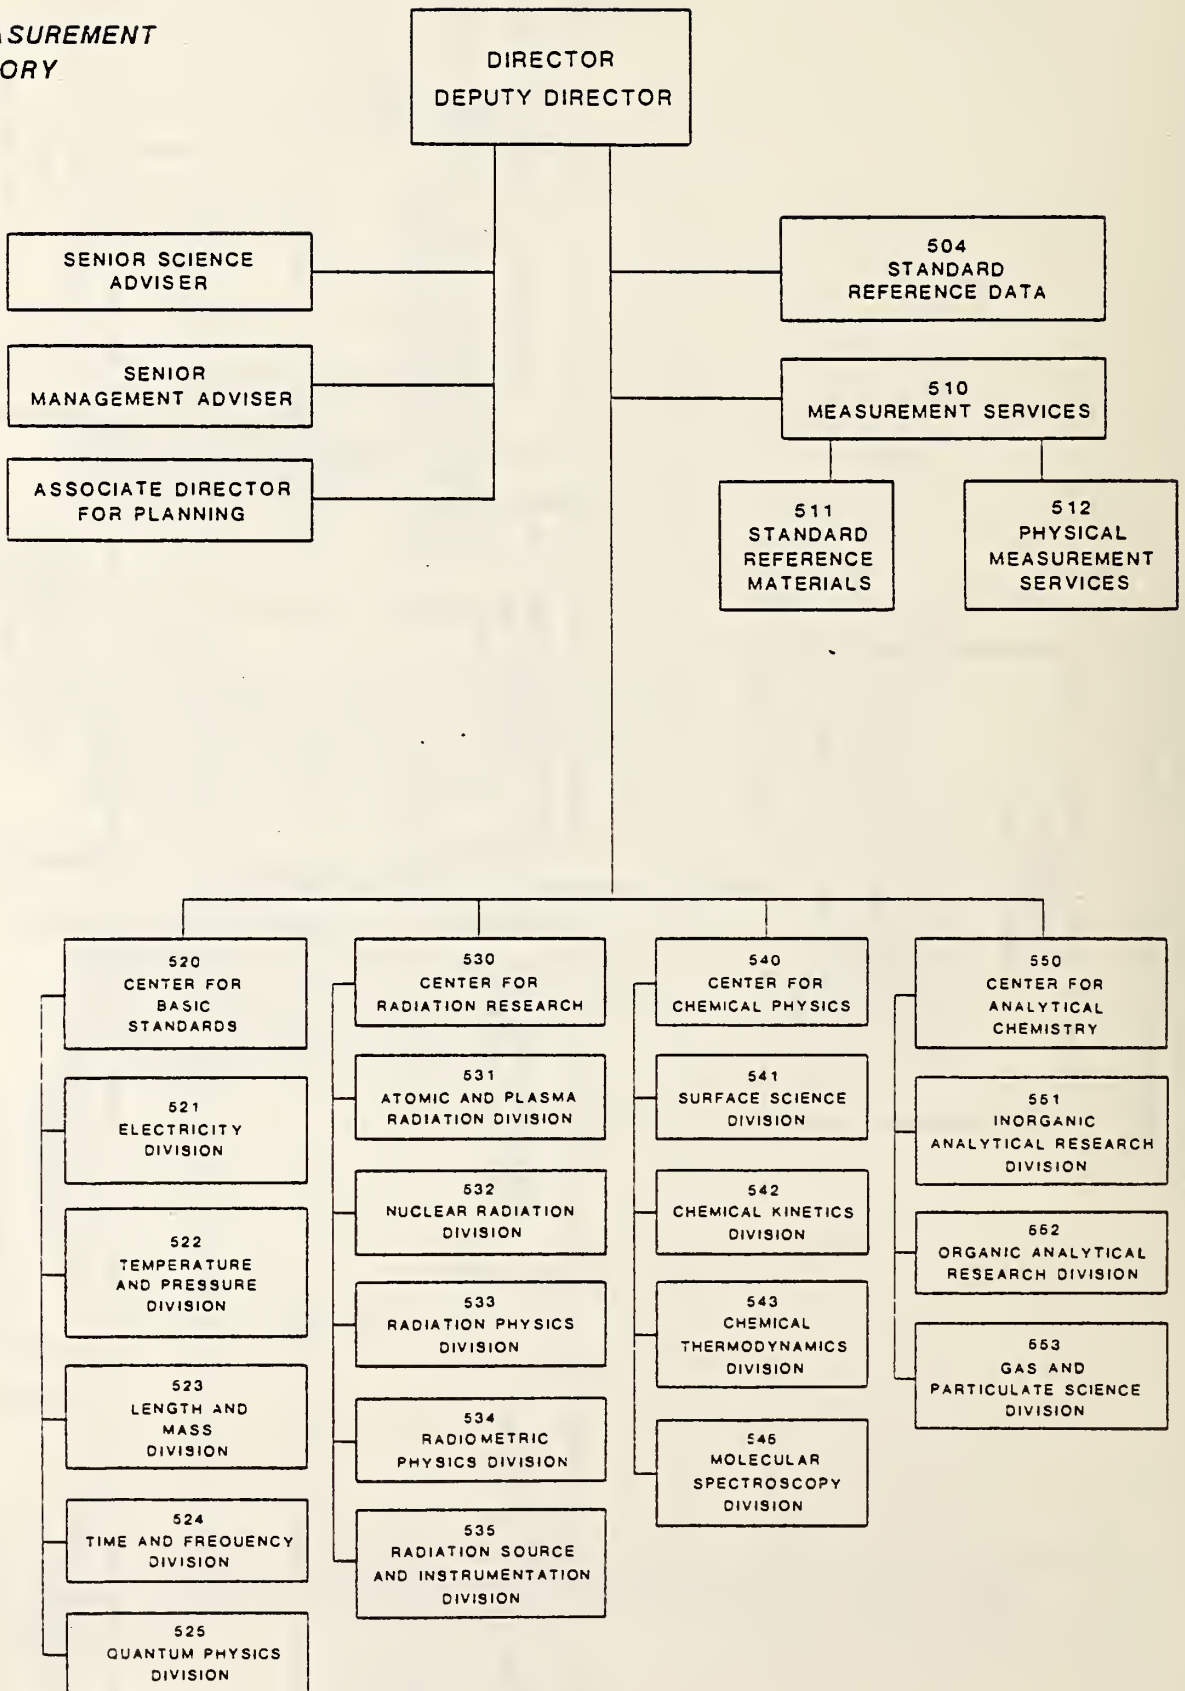 ASUREMENT
ORY
DIRECTOR
DEPUTY DIRECTOR
SENIOR SCIENCE
ADVISER
SENIOR
MANAGEMENT ADVISER
ASSOCIATE DIRECTOR
FOR PLANNING
504
STANDARD
REFERENCE DATA
510
MEASUREMENT SERVICES
511
STANDARD
REFERENCE
MATERIALS
512
PHYSICAL
MEASUREMENT
SERVICES
520
CENTER FOR
BASIC
STANDARDS
521
ELECTRICITY
DIVISION
522
TEMPERATURE
AND PRESSURE
DIVISION
523
LENGTH AND
MASS
DIVISION
524
TIME AND FREQUENCY
DIVISION
525
QUANTUM PHYSICS
DIVISION
530
CENTER FOR
RADIATION RESEARCH
531
ATOMIC AND PLASMA
RADIATION DIVISION
532
NUCLEAR RADIATION
DIVISION
533
RADIATION PHYSICS
DIVISION
534
RADIOMETRIC
PHYSICS DIVISION
535
RADIATION SOURCE
AND INSTRUMENTATION
DIVISION
540
CENTER FOR
CHEMICAL PHYSICS
541
SURFACE SCIENCE
DIVISION
542
CHEMICAL KINETICS
DIVISION
543
CHEMICAL
THERMODYNAMICS
DIVISION
545
MOLECULAR
SPECTROSCOPY
DIVISION
550
CENTER FOR
ANALYTICAL
CHEMISTRY
551
INORGANIC
ANALYTICAL RESEARCH
DIVISION
552
ORGANIC ANALYTICAL
RESEARCH DIVISION
553
GAS AND
PARTICULATE SCIENCE
DIVISION